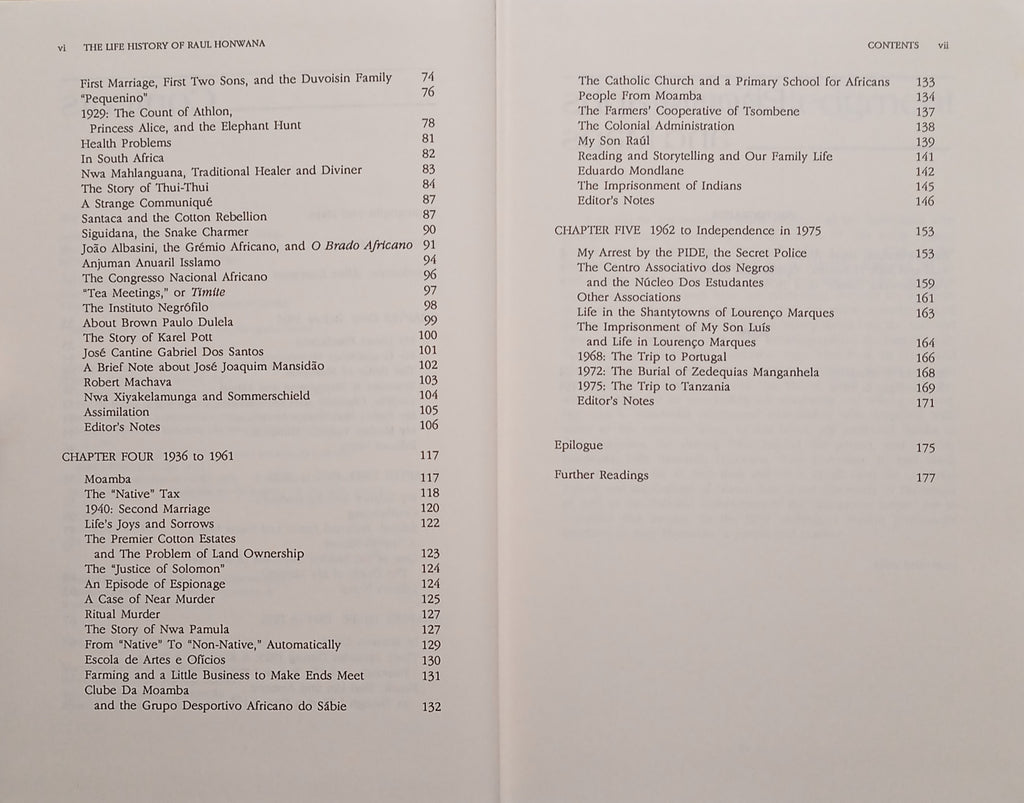 vi THE LIFE HISTORY OF RAUL HONWANA
First Marriage, First Two Sons, and the Duvoisin Family 74
"Pequenino" 76
1929: The Count of Athlon,
Princess Alice, and the Elephant Hunt 78
Health Problems 81
In South Africa 82
Nwa Mahlanguana, Traditional Healer and Diviner 83
The Story of Thui-Thui 84
A Strange Communiqué 87
Santaca and the Cotton Rebellion 87
Siguidana, the Snake Charmer 90
João Albasini, the Grémio Africano, and O Brado Africano 91
Anjuman Anuaril Isslamo 94
The Congresso Nacional Africano 96
"Tea Meetings," or Timite 97
The Instituto Negrófilo 98
About Brown Paulo Dulela 99
The Story of Karel Pott 100
José Cantine Gabriel Dos Santos 101
A Brief Note about José Joaquim Mansidão 102
Robert Machava 103
Nwa Xiyakelamunga and Sommerschield 104
Assimilation 105
Editor's Notes 106
CHAPTER FOUR 1936 to 1961 117
Moamba 117
The "Native" Tax 118
1940: Second Marriage 120
Life's Joys and Sorrows 122
The Premier Cotton Estates
and The Problem of Land Ownership 123
The "Justice of Solomon" 124
An Episode of Espionage 124
A Case of Near Murder 125
Ritual Murder 127
The Story of Nwa Pamula 127
From "Native" To "Non-Native," Automatically 129
Escola de Artes e Ofícios 130
Farming and a Little Business to Make Ends Meet 131
Clube Da Moamba
and the Grupo Desportivo Africano do Sábie 132
CONTENTS vii
The Catholic Church and a Primary School for Africans 133
People From Moamba 134
The Farmers' Cooperative of Tsombene 137
The Colonial Administration 138
My Son Raúl 139
Reading and Storytelling and Our Family Life 141
Eduardo Mondlane 142
The Imprisonment of Indians 145
Editor's Notes 146
CHAPTER FIVE 1962 to Independence in 1975 153
My Arrest by the PIDE, the Secret Police 153
The Centro Associativo dos Negros
and the Núcleo Dos Estudantes 159
Other Associations 161
Life in the Shantytowns of Lourenço Marques 163
The Imprisonment of My Son Luís
and Life in Lourenço Marques 164
1968: The Trip to Portugal 166
1972: The Burial of Zedequias Manganhela 168
1975: The Trip to Tanzania 169
Editor's Notes 171
Epilogue 175
Further Readings 177